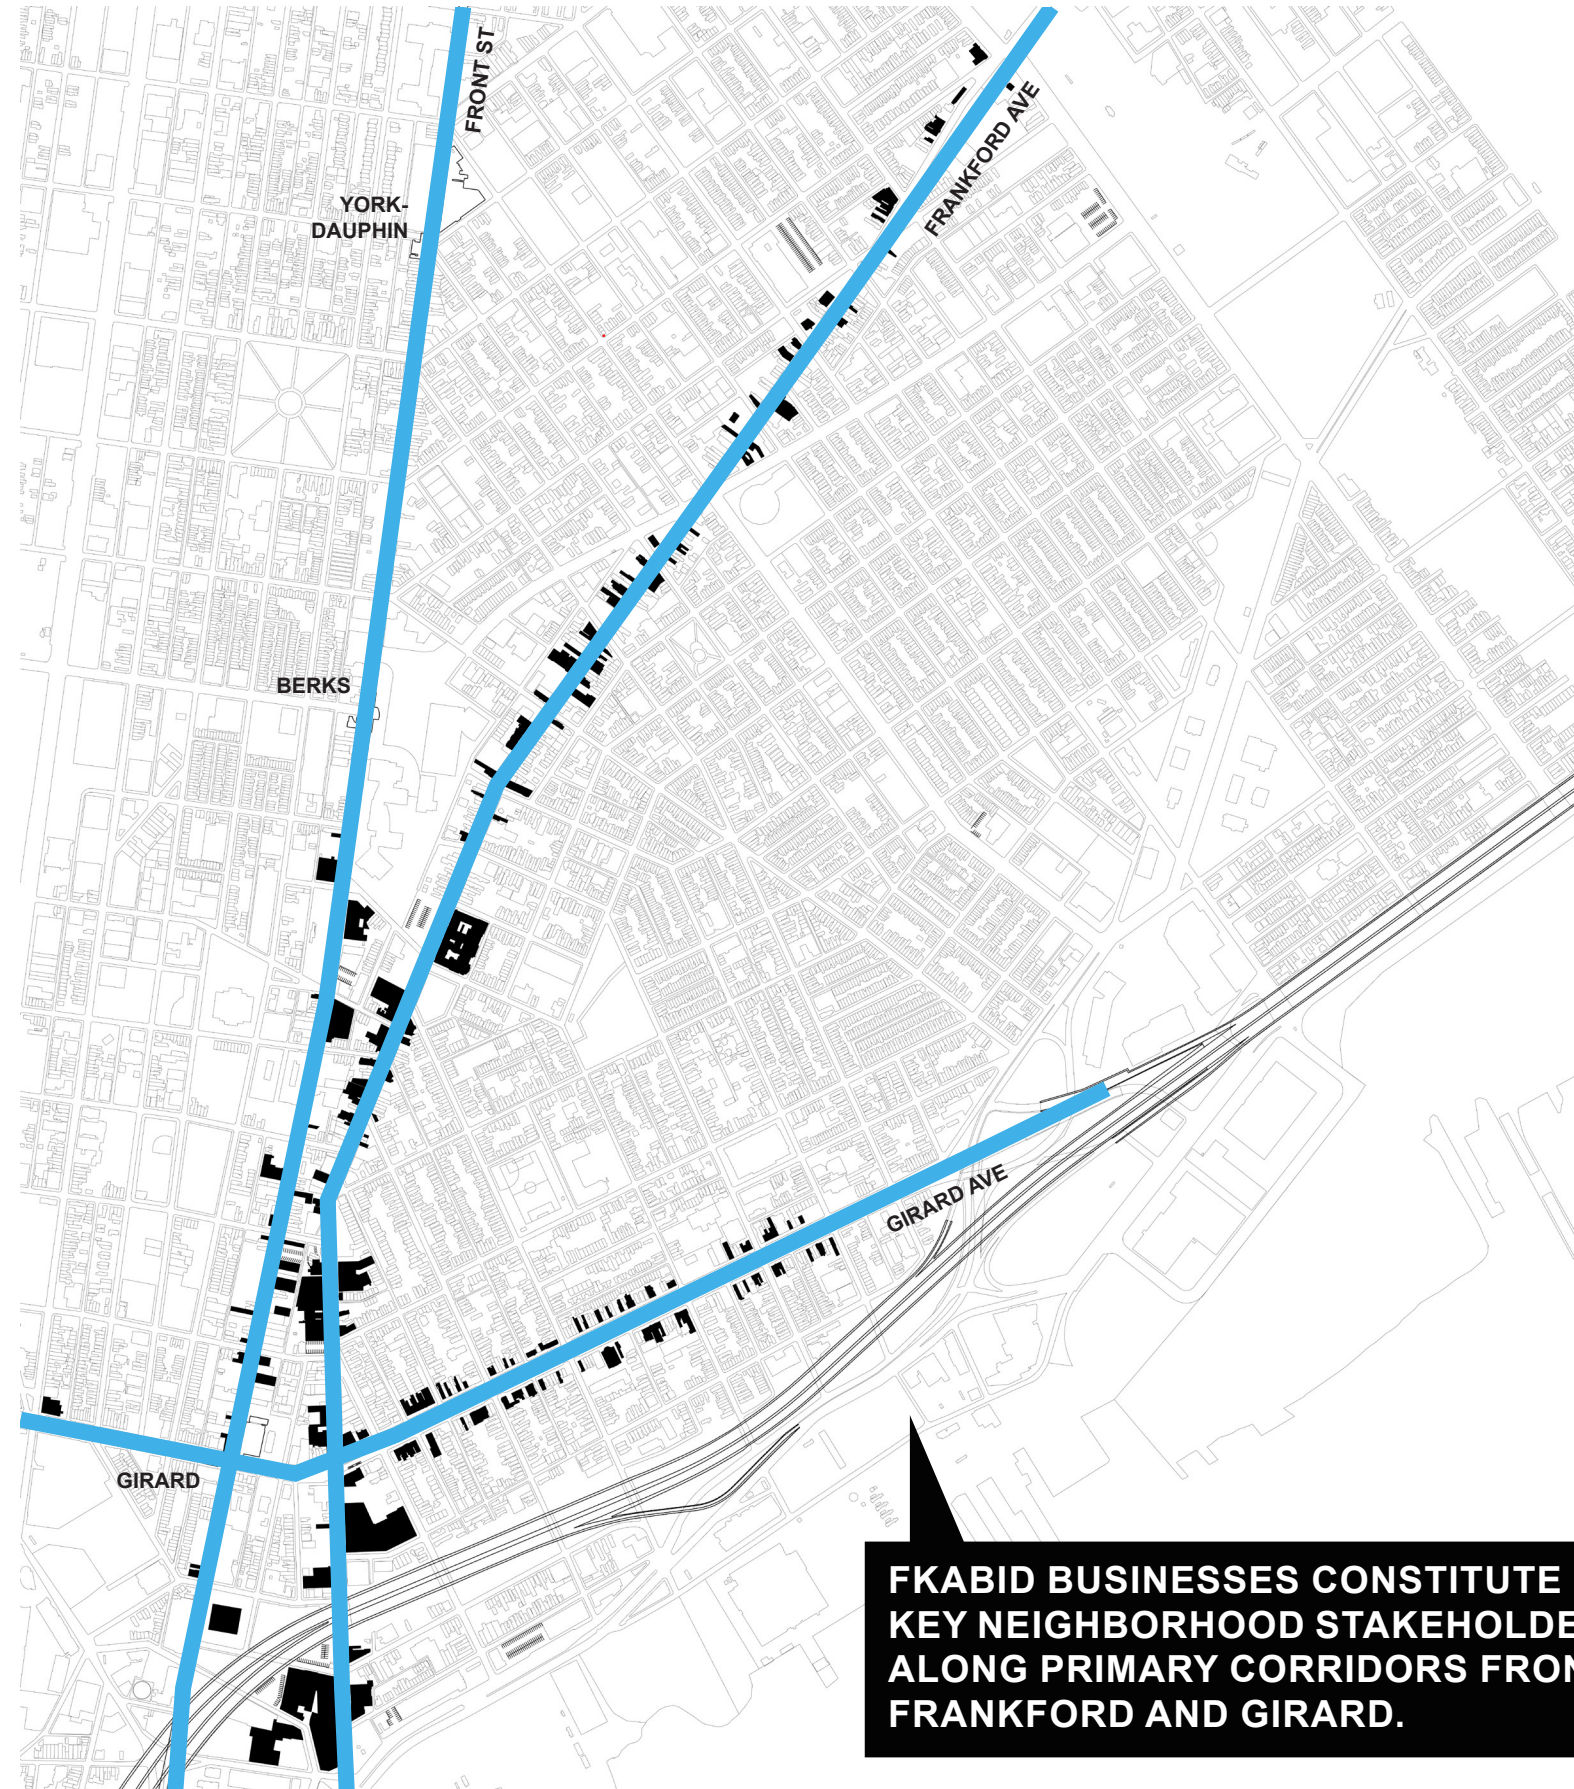 FRONT ST
FRANKFORD AVE
YORK-
DAUPHIN
BERKS
GIRARD AVE
GIRARD
FKABID BUSINESSES CONSTITUTE
KEY NEIGHBORHOOD STAKEHOLDE
ALONG PRIMARY CORRIDORS FRON
FRANKFORD AND GIRARD.